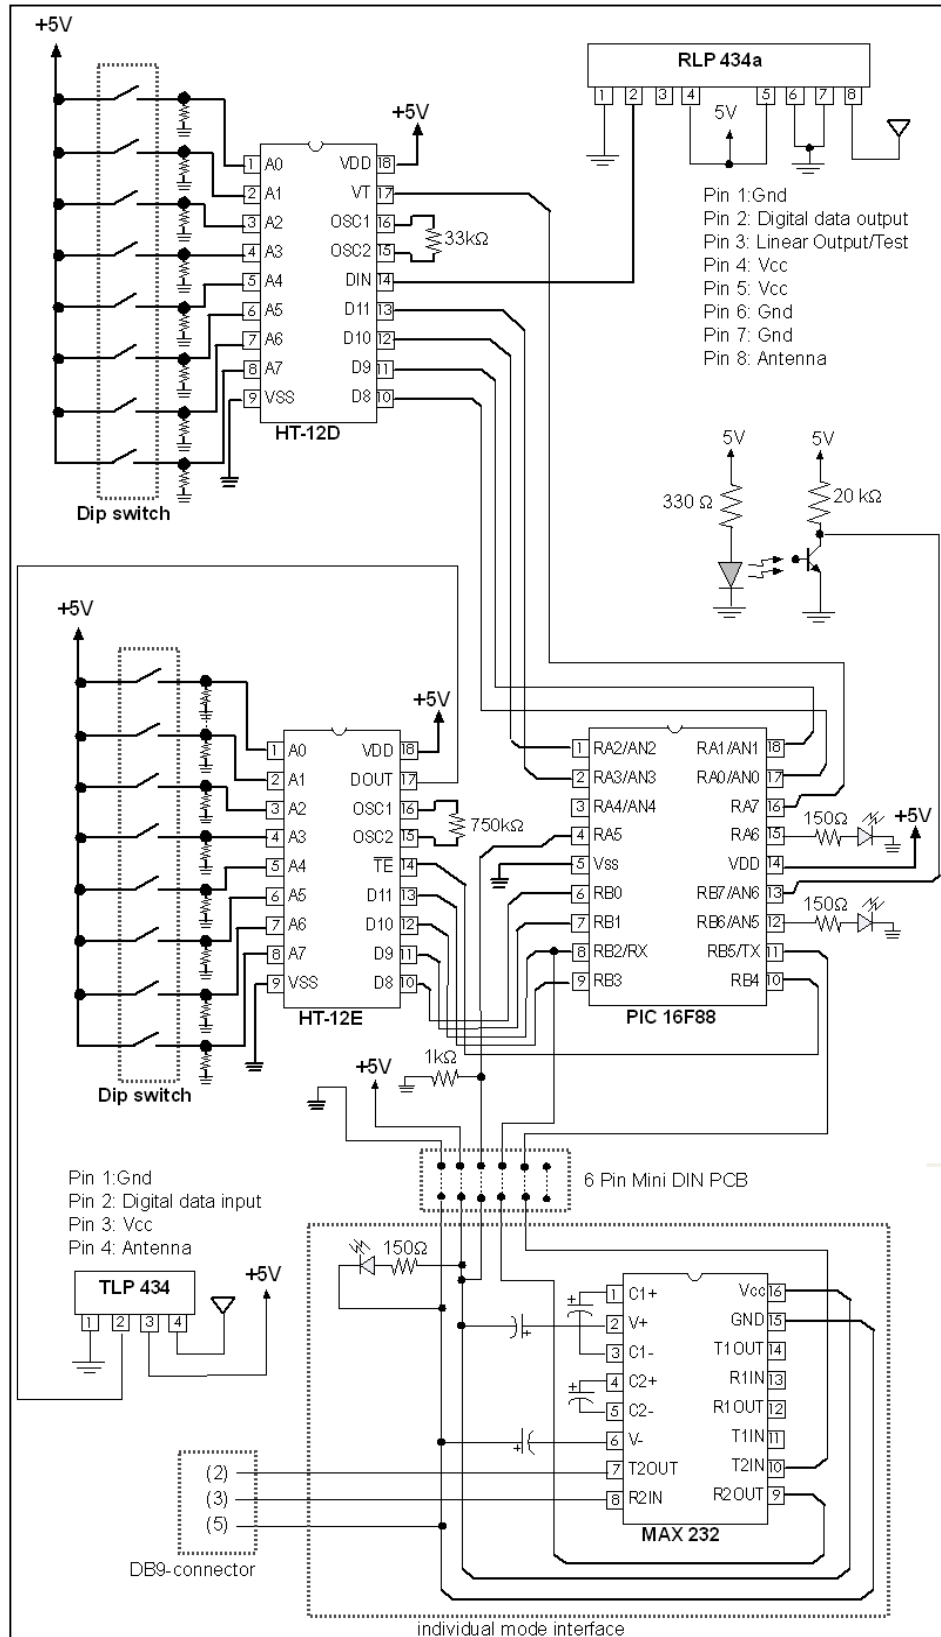 +5V
RLP 434a
1 2 3 4 5 6 7 8
5V
+5V
Pin 1:Gnd
Pin 2: Digital data output
Pin 3: Linear Output/Test
Pin 4: Vcc
Pin 5: Vcc
Pin 6: Gnd
Pin 7: Gnd
Pin 8: Antenna
1 A0 VDD 18
2 A1 VT 17
3 A2 OSC1 16
4 A3 OSC2 15
5 A4 DIN 14
6 A5 D11 13
7 A6 D10 12
8 A7 D9 11
9 VSS D8 10
33kΩ
HT-12D
Dip switch
5V 5V
330 Ω 20 kΩ
+5V
+5V
1 A0 VDD 18
2 A1 DOUT 17
3 A2 OSC1 16
4 A3 OSC2 15
5 A4 TE 14
6 A5 D11 13
7 A6 D10 12
8 A7 D9 11
9 VSS D8 10
750kΩ
HT-12E
Dip switch
1 RA2/AN2 RA1/AN1 18
2 RA3/AN3 RA0/AN0 17
3 RA4/AN4 RA7 16
4 RA5 RA6 15
5 Vss VDD 14
6 RB0 RB7/AN6 13
7 RB1 RB6/AN5 12
8 RB2/RX RB5/TX 11
9 RB3 RB4 10
150Ω
+5V
150Ω
PIC 16F88
1kΩ
+5V
6 Pin Mini DIN PCB
Pin 1:Gnd
Pin 2: Digital data input
Pin 3: Vcc
Pin 4: Antenna
TLP 434
1 2 3 4
+5V
150Ω
1 C1+ Vcc 16
2 V+ GND 15
3 C1- T1OUT 14
4 C2+ R1IN 13
5 C2- R1OUT 12
6 V- T1IN 11
7 T2OUT T2IN 10
8 R2IN R2OUT 9
+
+
+
+
MAX 232
(2)
(3)
(5)
DB9-connector
individual mode interface